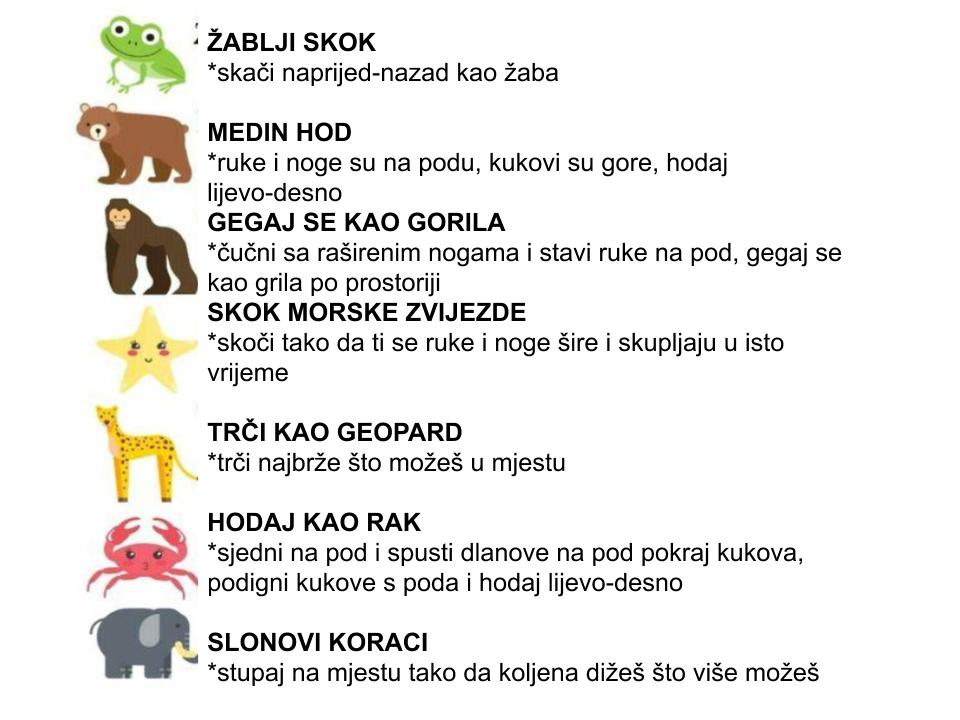 ŽABLJI SKOK
*skači naprijed-nazad kao žaba
MEDIN HOD
*ruke i noge su na podu, kukovi su gore, hodaj
lijevo-desno
GEGAJ SE KAO GORILA
*čučni sa raširenim nogama i stavi ruke na pod, gegaj se
kao grila po prostoriji
SKOK MORSKE ZVIJEZDE
*skoči tako da ti se ruke i noge šire i skupljaju u isto
vrijeme
TRČI KAO GEOPARD
*trči najbrže što možeš u mjestu
HODAJ KAO RAK
*sjedni na pod i spusti dlanove na pod pokraj kukova,
podigni kukove s poda i hodaj lijevo-desno
SLONOVI KORACI
*stupaj na mjestu tako da koljena dižeš što više možeš